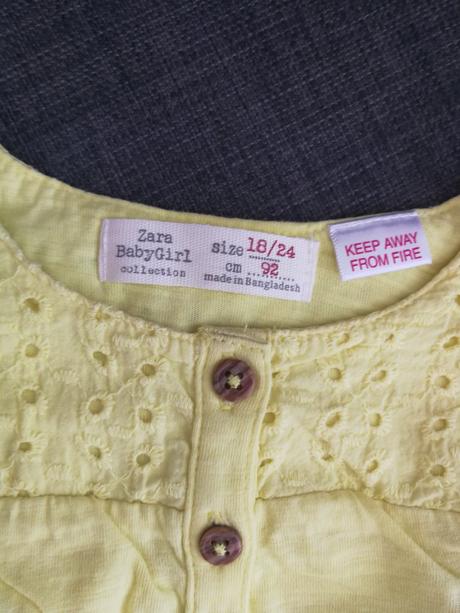 Zara
BabyGirl
collection
size 18/24
cm 92
made in Bangladesh
KEEP AWAY
FROM FIRE